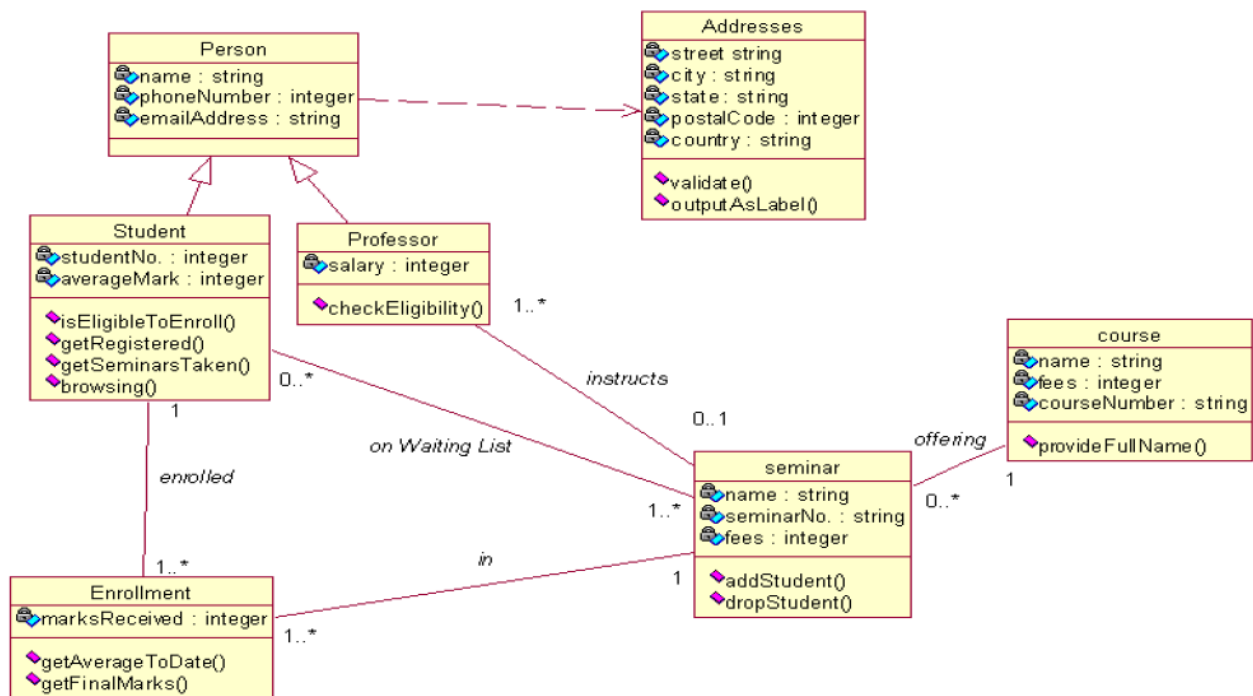 Person
name : string
phoneNumber : integer
emailAddress : string
Addresses
street string
city : string
state : string
postalCode : integer
country : string
validate()
outputAsLabel()
Student
studentNo. : integer
averageMark : integer
isEligibleToEnroll()
getRegistered()
getSeminarsTaken()
browsing()
Professor
salary : integer
checkEligibility()
1..*
instructs
0..1
0..*
on Waiting List
1..*
1
enrolled
1..*
course
name : string
fees : integer
courseNumber : string
provideFullName()
offering
1
0..*
seminar
name : string
seminarNo. : string
fees : integer
addStudent()
dropStudent()
in
1
1..*
Enrollment
marksReceived : integer
getAverageToDate()
getFinalMarks()